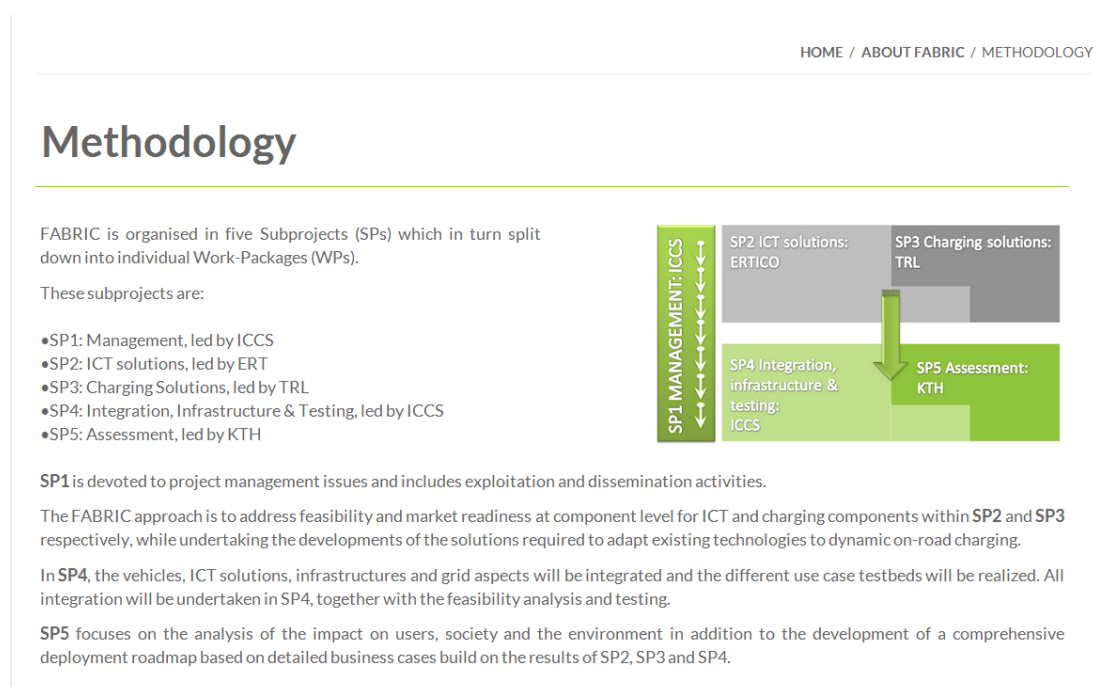 HOME / ABOUT FABRIC / METHODOLOGY
Methodology
FABRIC is organised in five Subprojects (SPs) which in turn split
down into individual Work-Packages (WPs).
These subprojects are:
•SP1: Management, led by ICCS
•SP2: ICT solutions, led by ERT
•SP3: Charging Solutions, led by TRL
•SP4: Integration, Infrastructure & Testing, led by ICCS
•SP5: Assessment, led by KTH
SP1 MANAGEMENT: ICCS
SP2 ICT solutions:
ERTICO
SP3 Charging solutions:
TRL
SP4 Integration,
infrastructure &
testing:
ICCS
SP5 Assessment:
KTH
SP1 is devoted to project management issues and includes exploitation and dissemination activities.
The FABRIC approach is to address feasibility and market readiness at component level for ICT and charging components within SP2 and SP3
respectively, while undertaking the developments of the solutions required to adapt existing technologies to dynamic on-road charging.
In SP4, the vehicles, ICT solutions, infrastructures and grid aspects will be integrated and the different use case testbeds will be realized. All
integration will be undertaken in SP4, together with the feasibility analysis and testing.
SP5 focuses on the analysis of the impact on users, society and the environment in addition to the development of a comprehensive
deployment roadmap based on detailed business cases build on the results of SP2, SP3 and SP4.